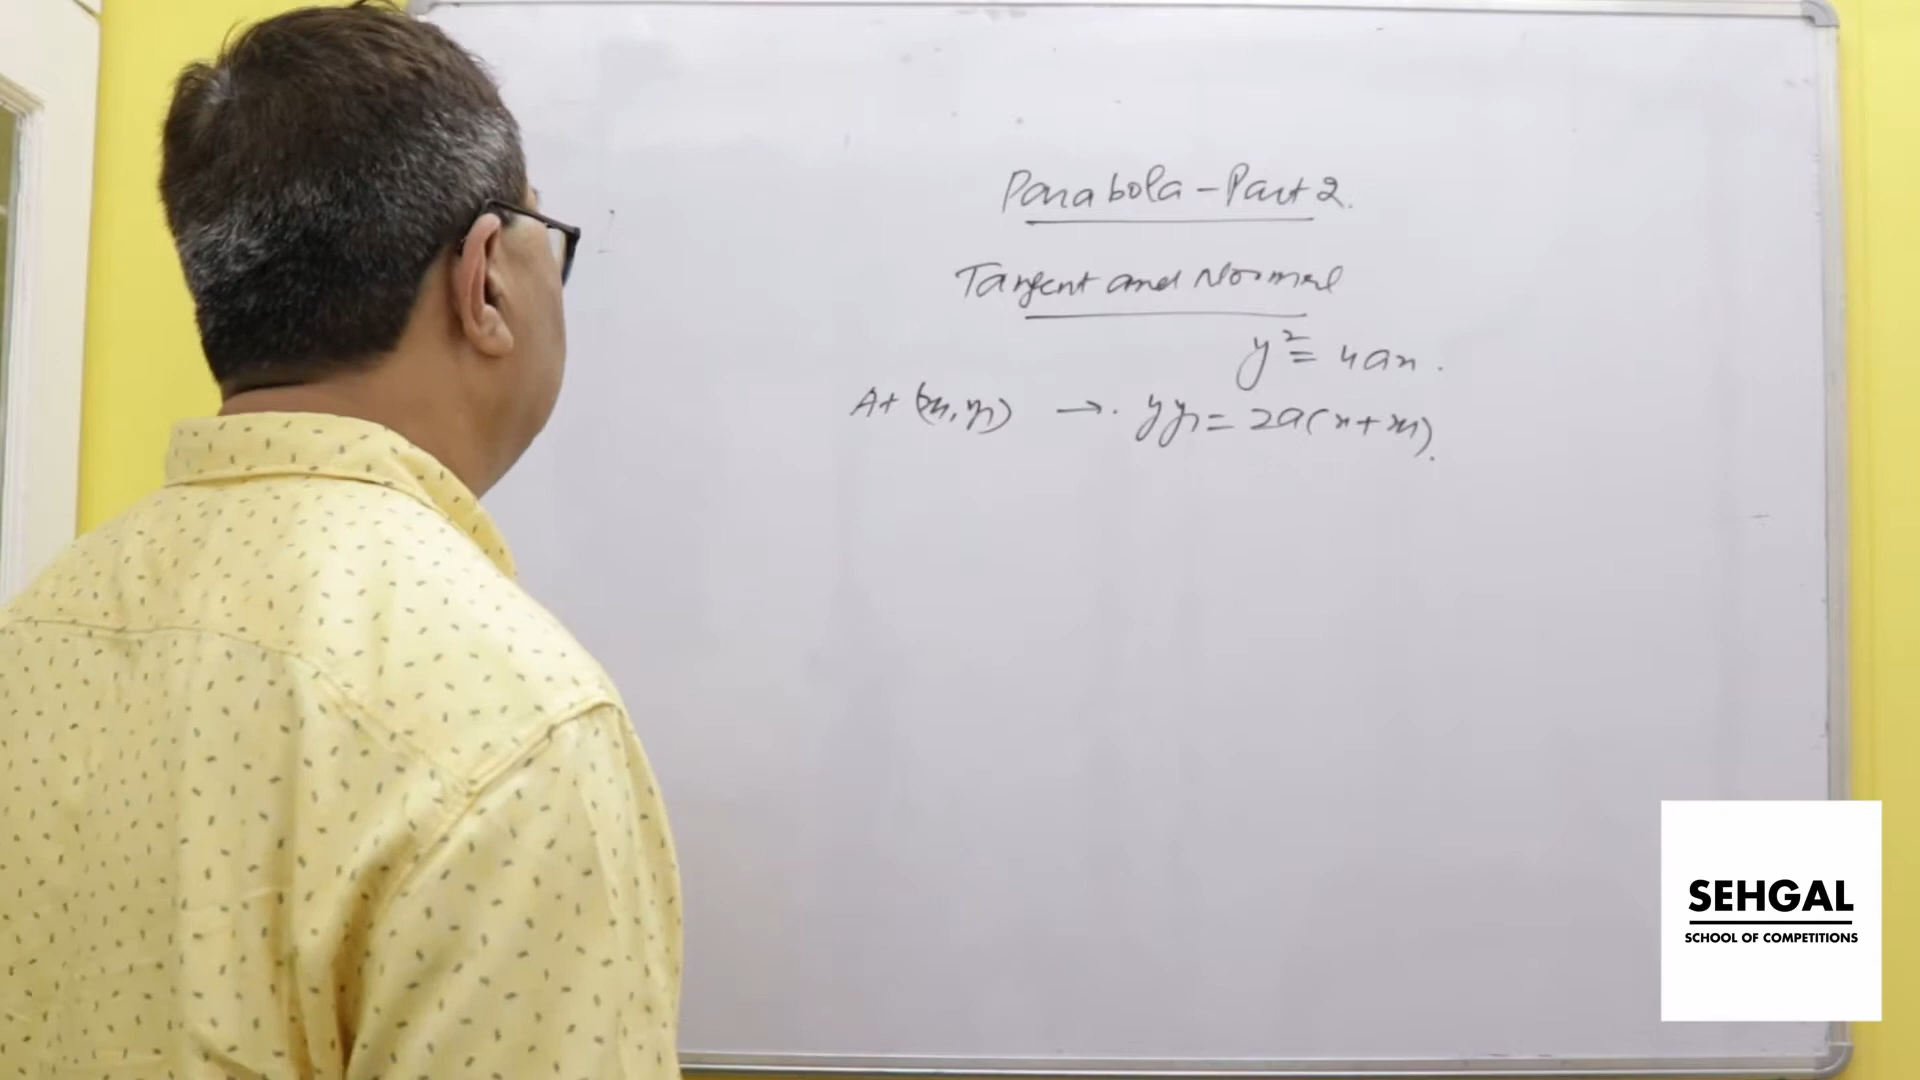 Parabola - Part 2.
Tangent and Normal
y² = 4ax.
At (x₁, y₁) → . yy₁ = 2a(x + x₁).
SEHGAL
SCHOOL OF COMPETITIONS